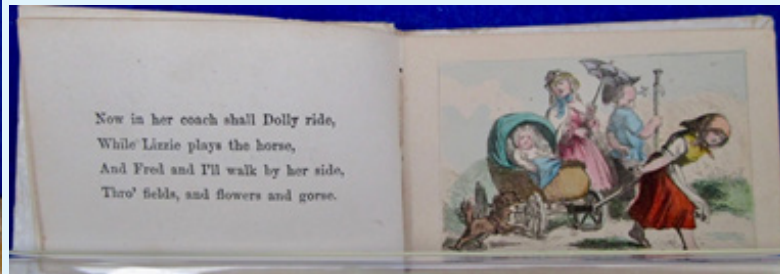 Now in her coach shall Dolly ride,
While Lizzie plays the horse,
And Fred and I'll walk by her side,
Thro' fields, and flowers and gorse.